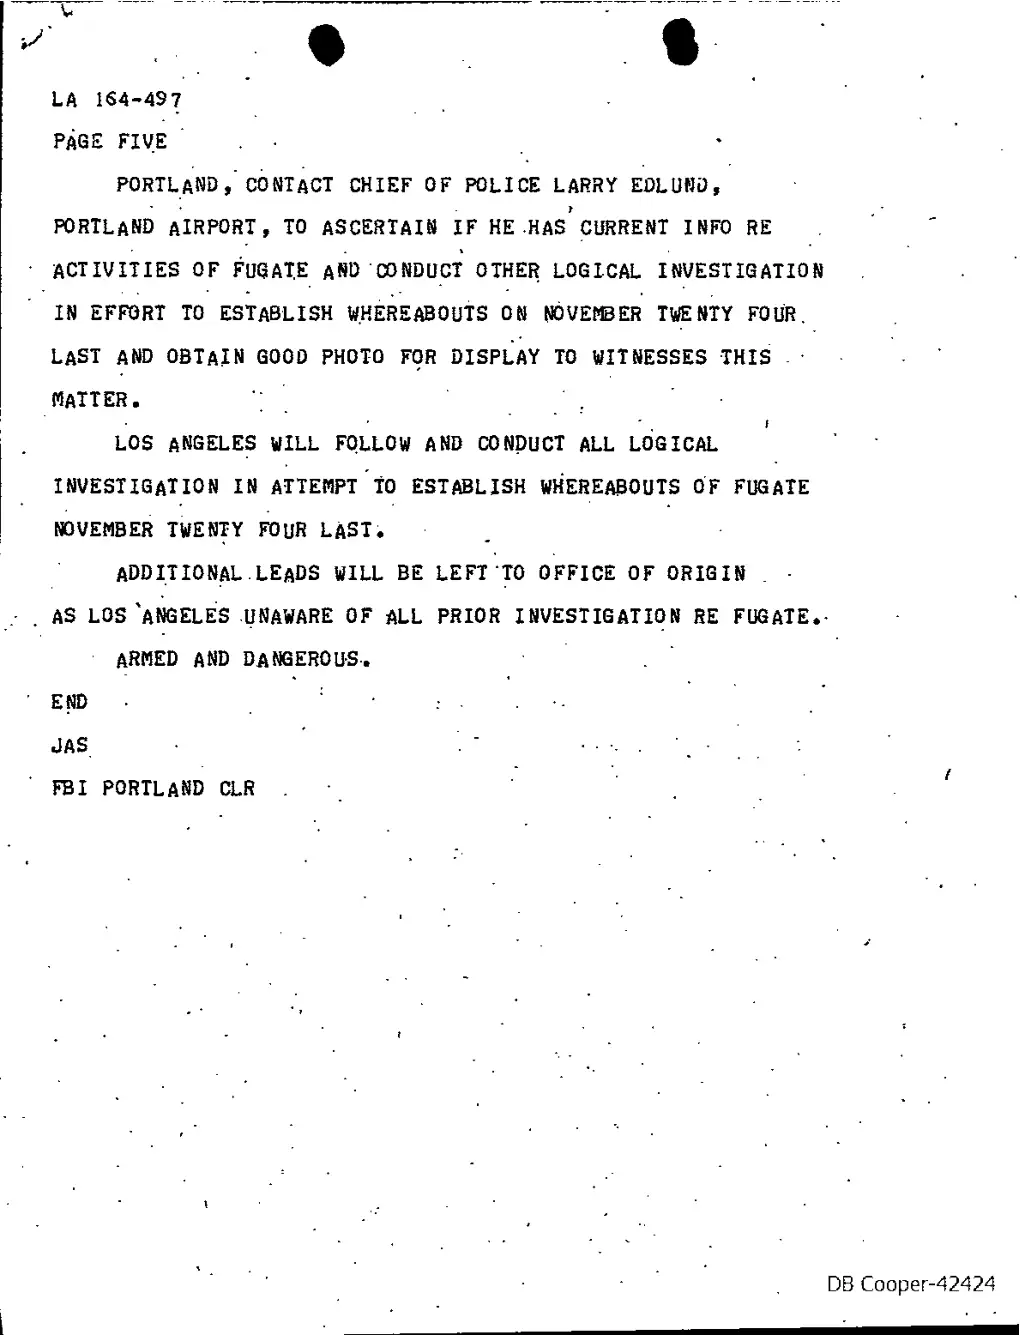 LA 164-497
PAGE FIVE
PORTLAND, CONTACT CHIEF OF POLICE LARRY EDLUND,
PORTLAND AIRPORT, TO ASCERTAIN IF HE HAS CURRENT INFO RE
ACTIVITIES OF FUGATE AND CONDUCT OTHER LOGICAL INVESTIGATION
IN EFFORT TO ESTABLISH WHEREABOUTS ON NOVEMBER TWENTY FOUR
LAST AND OBTAIN GOOD PHOTO FOR DISPLAY TO WITNESSES THIS
MATTER.
LOS ANGELES WILL FOLLOW AND CONDUCT ALL LOGICAL
INVESTIGATION IN ATTEMPT TO ESTABLISH WHEREABOUTS OF FUGATE
NOVEMBER TWENTY FOUR LAST.
ADDITIONAL LEADS WILL BE LEFT TO OFFICE OF ORIGIN
AS LOS ANGELES UNAWARE OF ALL PRIOR INVESTIGATION RE FUGATE.
ARMED AND DANGEROUS.
END
JAS
FBI PORTLAND CLR
DB Cooper-42424